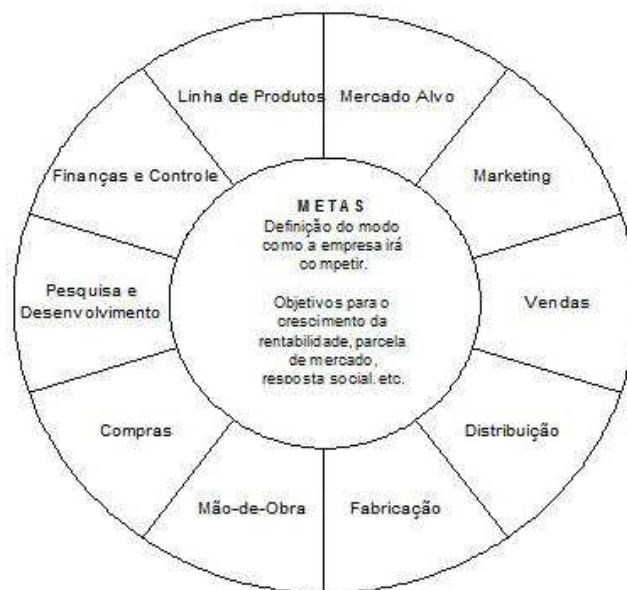 Linha de Produtos
Mercado Alvo
Marketing
Vendas
Distribuição
Fabricação
Mão-de-Obra
Compras
Pesquisa e
Desenvolvimento
Finanças e Controle
METAS
Definição do modo
como a empresa irá
competir.
Objetivos para o
crescimento da
rentabilidade, parcela
de mercado,
resposta social. etc.